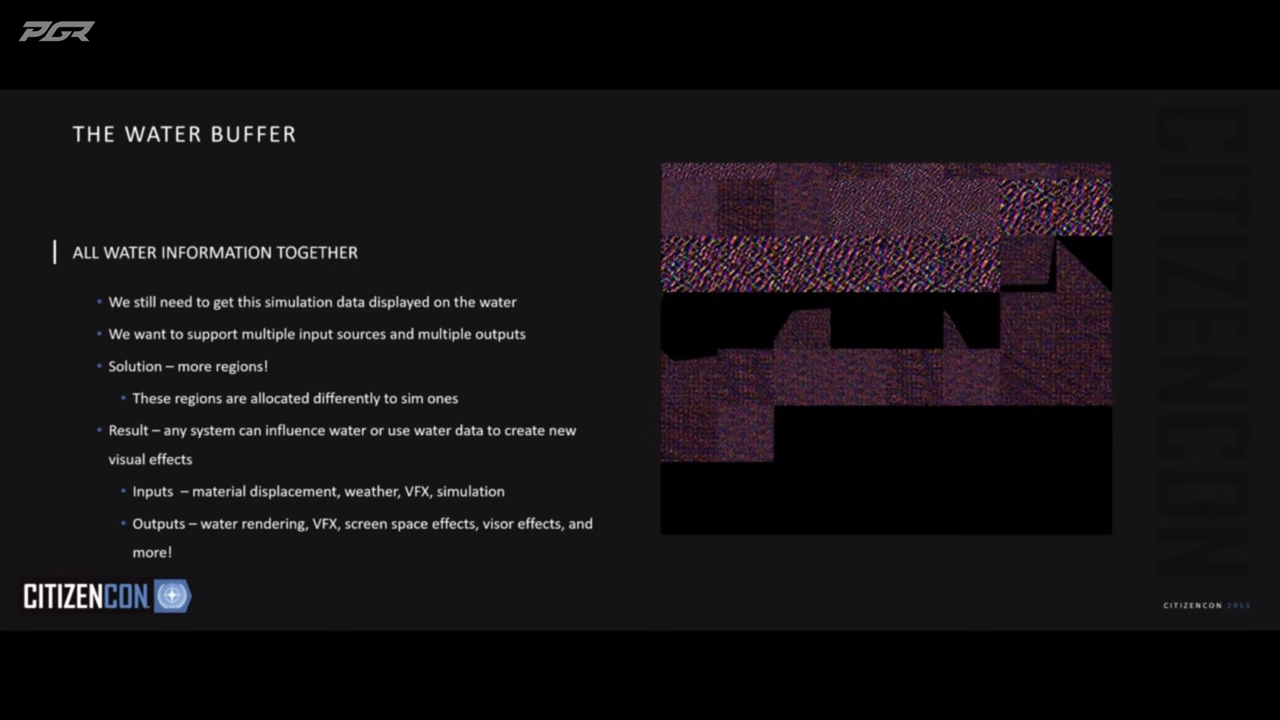 PGR
THE WATER BUFFER
ALL WATER INFORMATION TOGETHER
• We still need to get this simulation data displayed on the water
• We want to support multiple input sources and multiple outputs
• Solution – more regions!
• These regions are allocated differently to sim ones
• Result – any system can influence water or use water data to create new
visual effects
• Inputs – material displacement, weather, VFX, simulation
• Outputs – water rendering, VFX, screen space effects, visor effects, and
more!
CITIZENCON
CITIZENCON
CITIZENCON 2953